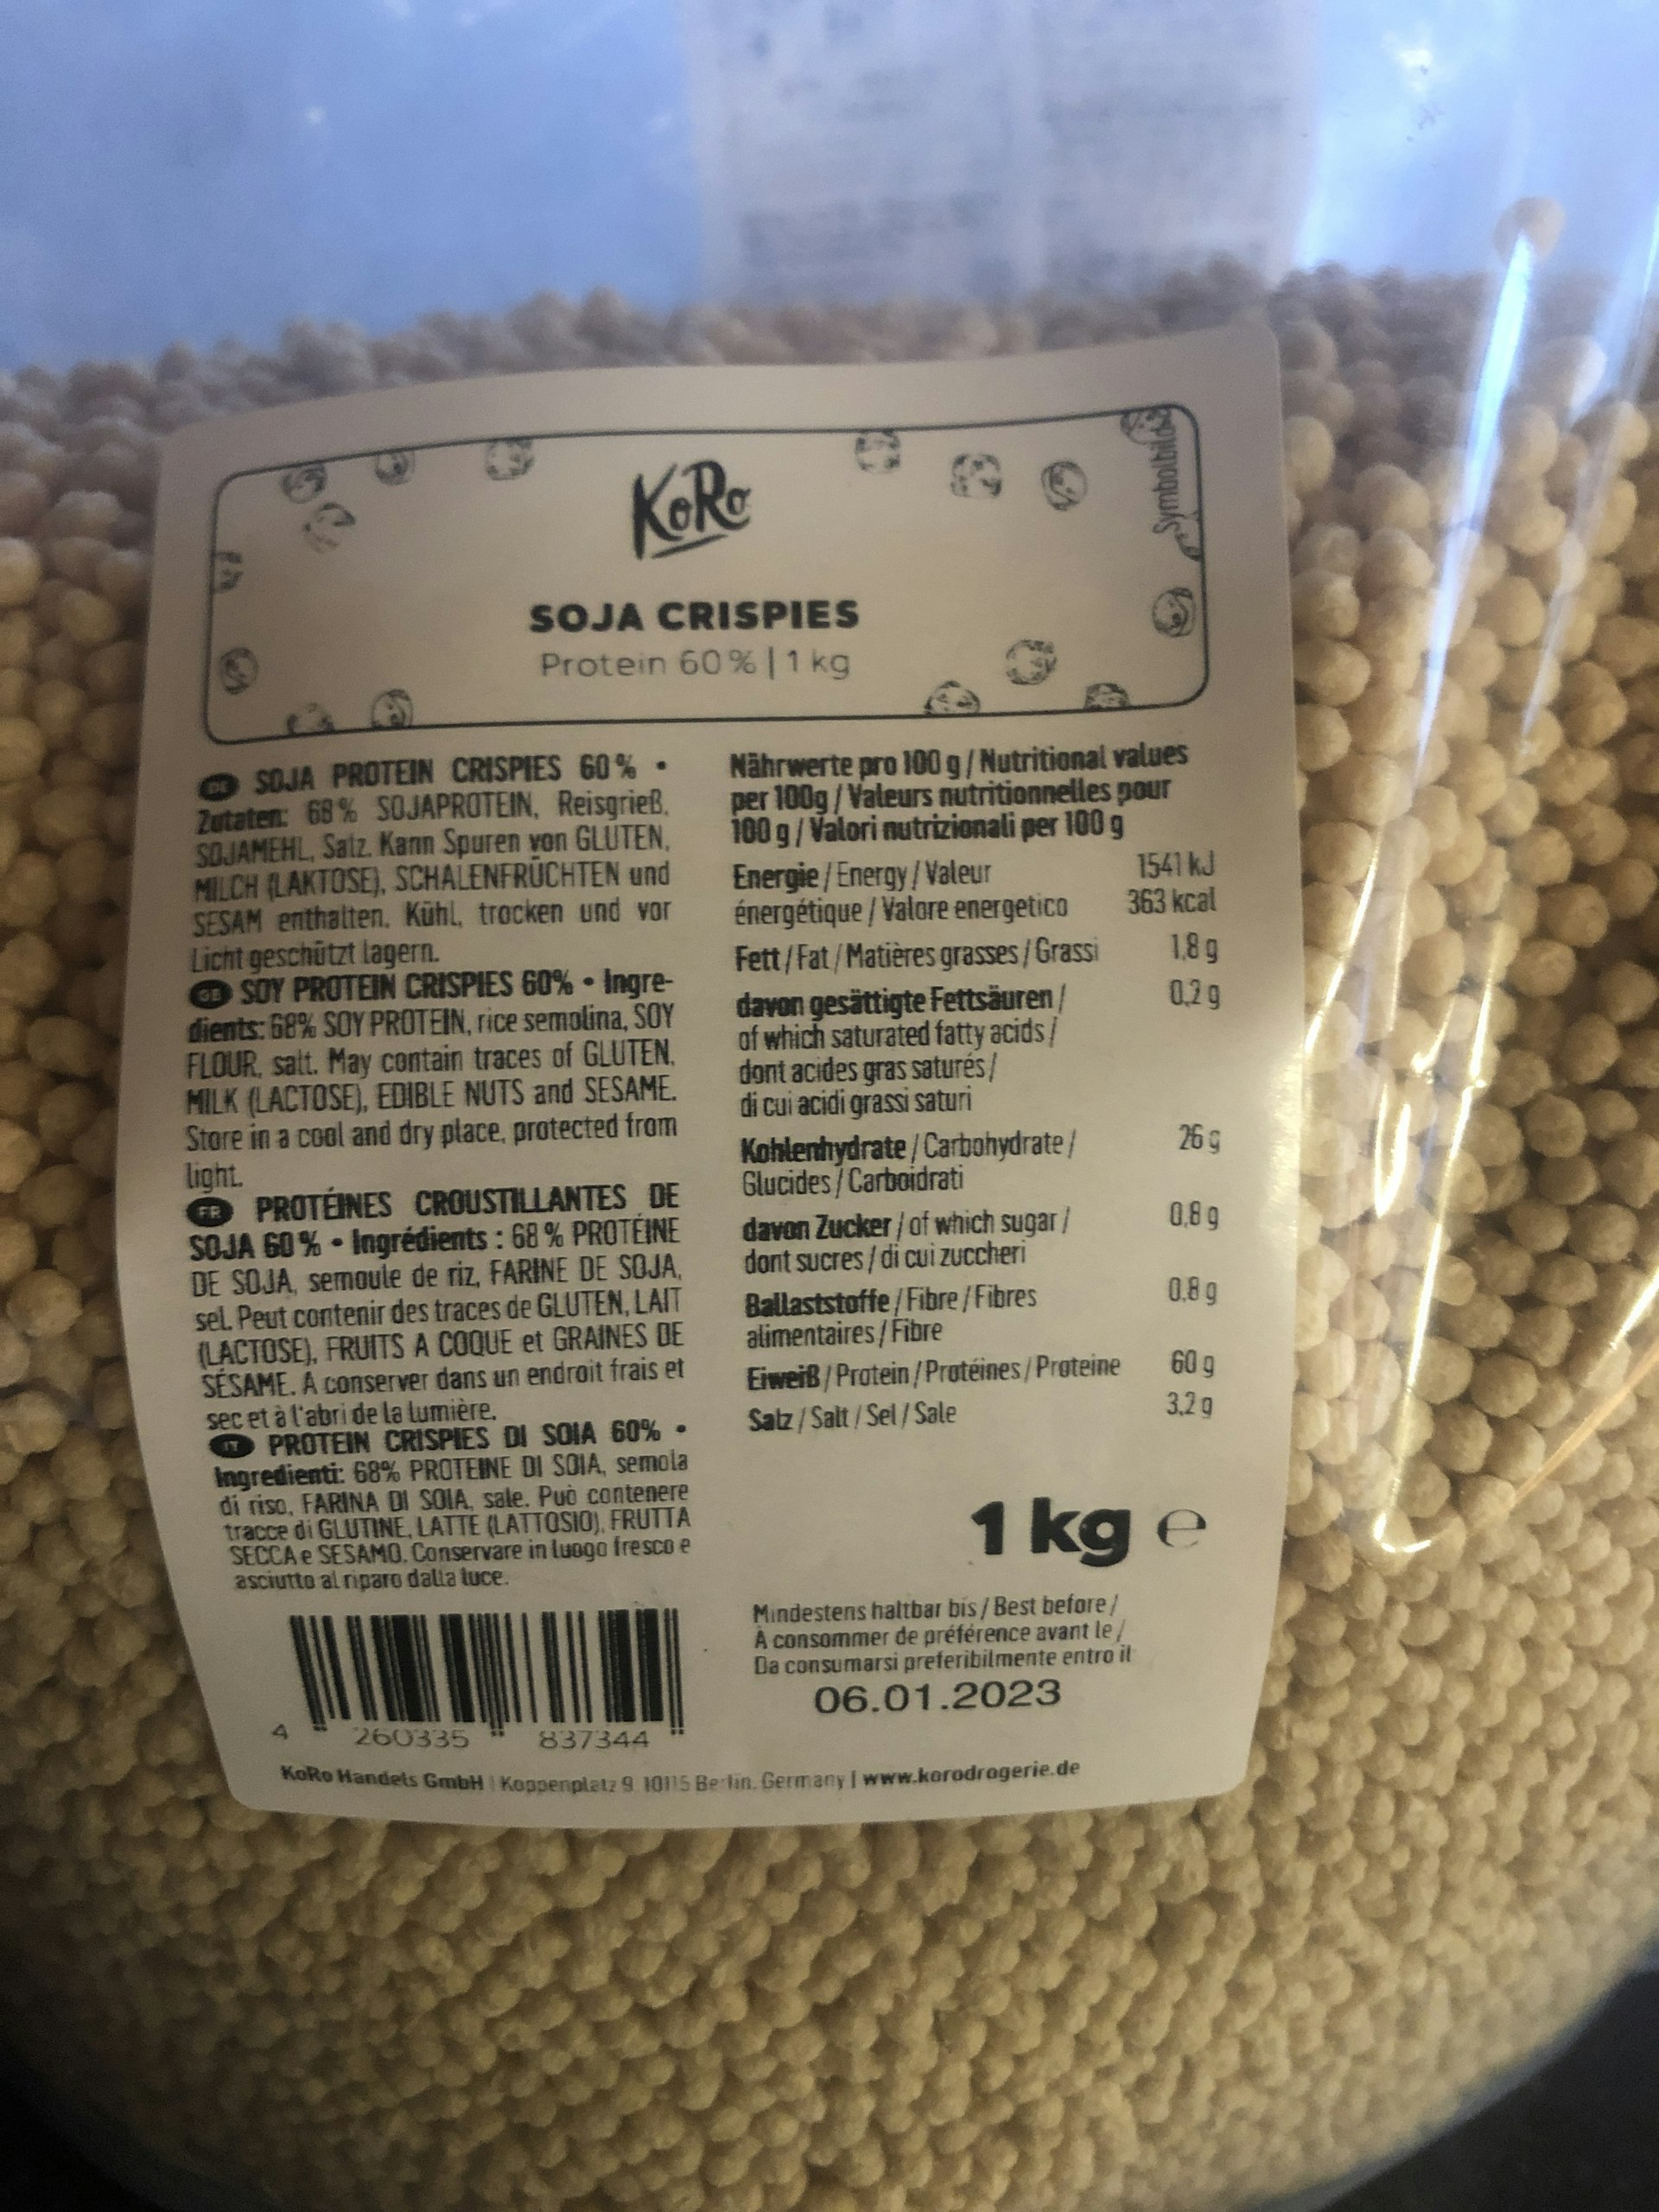 KoRo
Symbolbild
SOJA CRISPIES
Protein 60% | 1 kg
DE SOJA PROTEIN CRISPIES 60% •
Zutaten: 68% SOJAPROTEIN, Reisgrieß,
SOJAMEHL, Salz. Kann Spuren von GLUTEN,
MILCH (LAKTOSE), SCHALENFRÜCHTEN und
SESAM enthalten. Kühl, trocken und vor
Licht geschützt lagern.
GB SOY PROTEIN CRISPIES 60% • Ingre-
dients: 68% SOY PROTEIN, rice semolina, SOY
FLOUR, salt. May contain traces of GLUTEN,
MILK (LACTOSE), EDIBLE NUTS and SESAME.
Store in a cool and dry place, protected from
light.
FR PROTÉINES CROUSTILLANTES DE
SOJA 60% • Ingrédients : 68% PROTÉINE
DE SOJA, semoule de riz, FARINE DE SOJA,
sel. Peut contenir des traces de GLUTEN, LAIT
(LACTOSE), FRUITS A COQUE et GRAINES DE
SÉSAME. A conserver dans un endroit frais et
sec et à l'abri de la lumière.
IT PROTEIN CRISPIES DI SOIA 60% •
Ingredienti: 68% PROTEINE DI SOIA, semola
di riso, FARINA DI SOIA, sale. Può contenere
tracce di GLUTINE, LATTE (LATTOSIO), FRUTTA
SECCA e SESAMO. Conservare in luogo fresco e
asciutto al riparo dalla luce.
4 260335 837344
Nährwerte pro 100 g / Nutritional values
per 100g / Valeurs nutritionnelles pour
100 g / Valori nutrizionali per 100 g
Energie / Energy / Valeur 1541 kJ
énergétique / Valore energetico 363 kcal
Fett / Fat / Matières grasses / Grassi 1,8 g
davon gesättigte Fettsäuren / 0,2 g
of which saturated fatty acids /
dont acides gras saturés /
di cui acidi grassi saturi
Kohlenhydrate / Carbohydrate / 26 g
Glucides / Carboidrati
davon Zucker / of which sugar / 0,8 g
dont sucres / di cui zuccheri
Ballaststoffe / Fibre / Fibres 0,8 g
alimentaires / Fibre
Eiweiß / Protein / Protéines / Proteine 60 g
Salz / Salt / Sel / Sale 3,2 g
1 kg e
Mindestens haltbar bis / Best before /
À consommer de préférence avant le /
Da consumarsi preferibilmente entro il
06.01.2023
KoRo Handels GmbH | Koppenplatz 9, 10115 Berlin, Germany | www.korodrogerie.de